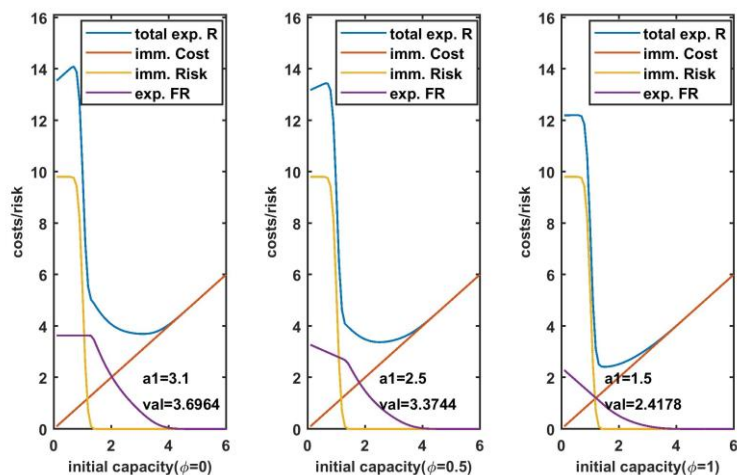 16
14
12
10
8
6
4
2
0
costs/risk
total exp. R
imm. Cost
imm. Risk
exp. FR
a1=3.1
val=3.6964
0 2 4 6
initial capacity(ϕ=0)
16
14
12
10
8
6
4
2
0
costs/risk
total exp. R
imm. Cost
imm. Risk
exp. FR
a1=2.5
val=3.3744
0 2 4 6
initial capacity(ϕ=0.5)
16
14
12
10
8
6
4
2
0
costs/risk
total exp. R
imm. Cost
imm. Risk
exp. FR
a1=1.5
val=2.4178
0 2 4 6
initial capacity(ϕ=1)